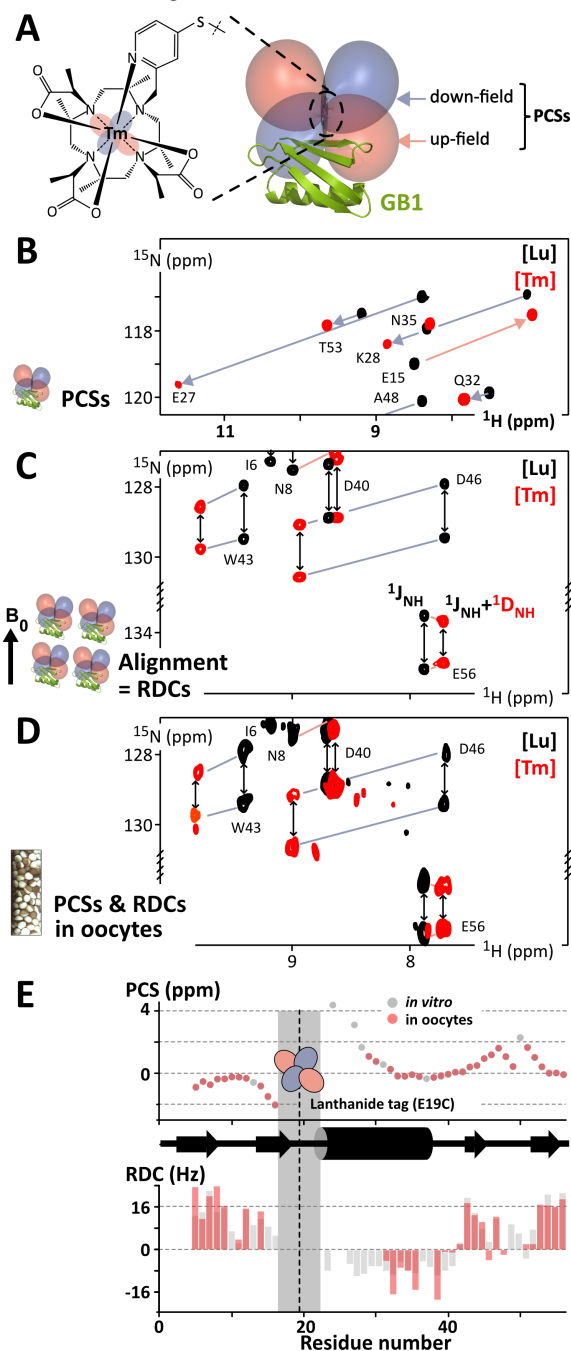 A
S
N
O
O
N
N
Tm
N
N
O
O
O
O
down-field
up-field
PCSs
GB1
B
15N (ppm)
[Lu]
[Tm]
118
120
T53
N35
K28
E15
Q32
E27
A48
PCSs
11
9
1H (ppm)
C
15N (ppm)
[Lu]
[Tm]
128
130
134
I6
N8
D40
D46
W43
1JNH
1JNH+1DNH
E56
B0
Alignment
= RDCs
1H (ppm)
D
15N (ppm)
[Lu]
[Tm]
128
130
I6
N8
D40
D46
W43
PCSs & RDCs
in oocytes
E56
1H (ppm)
9
8
E
PCS (ppm)
4
0
in vitro
in oocytes
Lanthanide tag (E19C)
RDC (Hz)
16
0
-16
0
20
40
Residue number